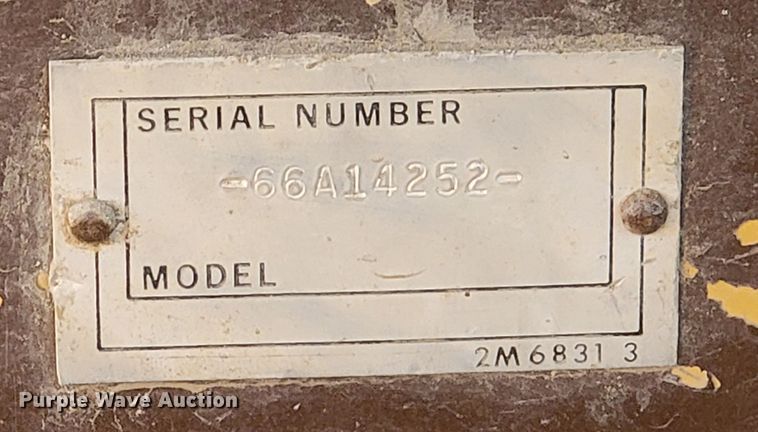 SERIAL NUMBER
-66A14252-
MODEL
2M6831 3
Purple Wave Auction